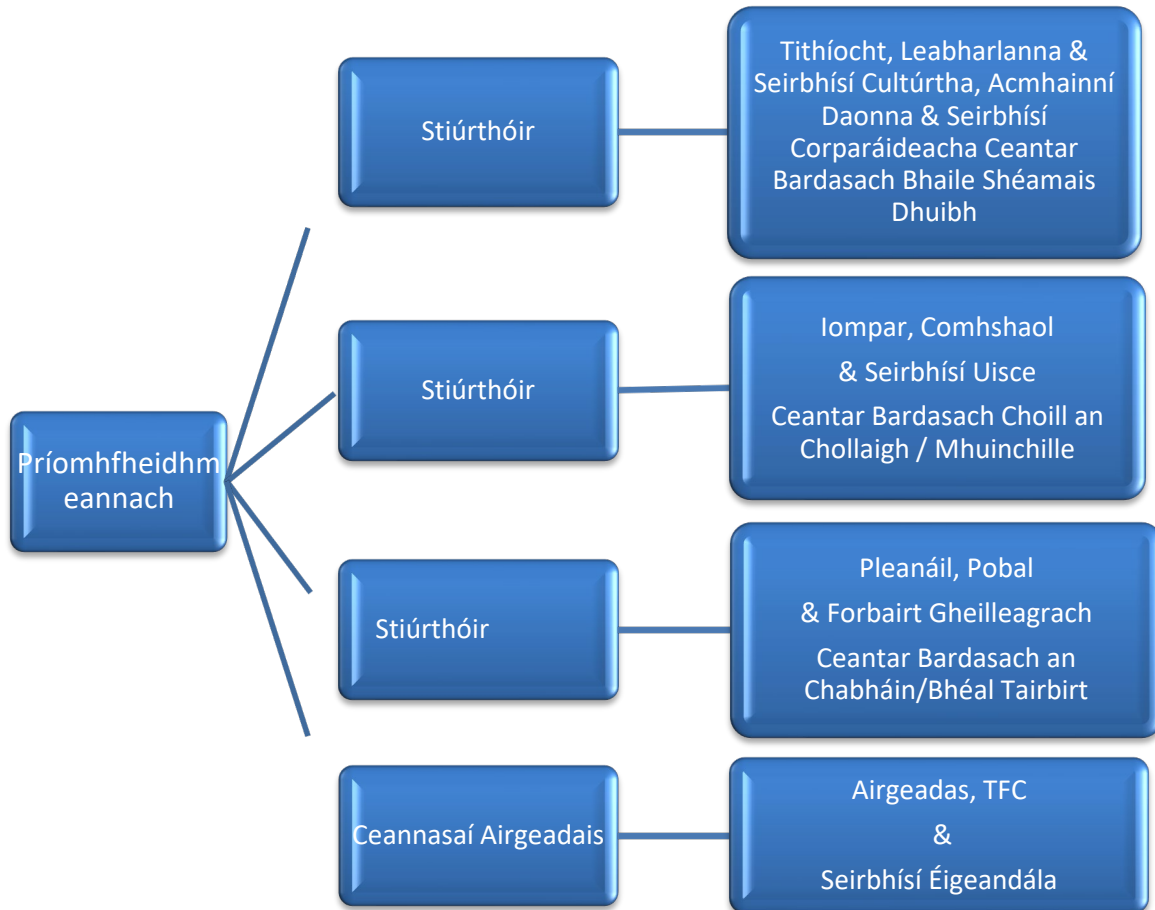 Príomhfheidhm
eannach
Stiúrthóir
Tithíocht, Leabharlanna &
Seirbhísí Cultúrtha, Acmhainní
Daonna & Seirbhísí
Corparáideacha Ceantar
Bardasach Bhaile Shéamais
Dhuibh
Stiúrthóir
Iompar, Comhshaol
& Seirbhísí Uisce
Ceantar Bardasach Choill an
Chollaigh / Mhuinchille
Stiúrthóir
Pleanáil, Pobal
& Forbairt Gheilleagrach
Ceantar Bardasach an
Chabháin/Bhéal Tairbirt
Ceannasaí Airgeadais
Airgeadas, TFC
&
Seirbhísí Éigeandála